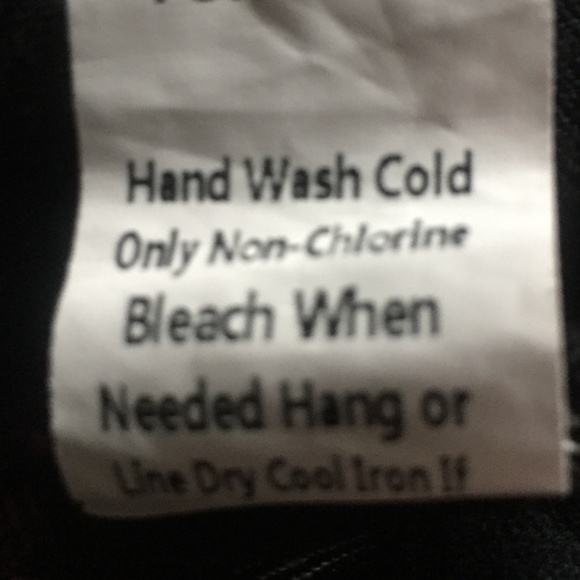 Hand Wash Cold
Only Non-Chlorine
Bleach When
Needed Hang or
Line Dry Cool Iron If